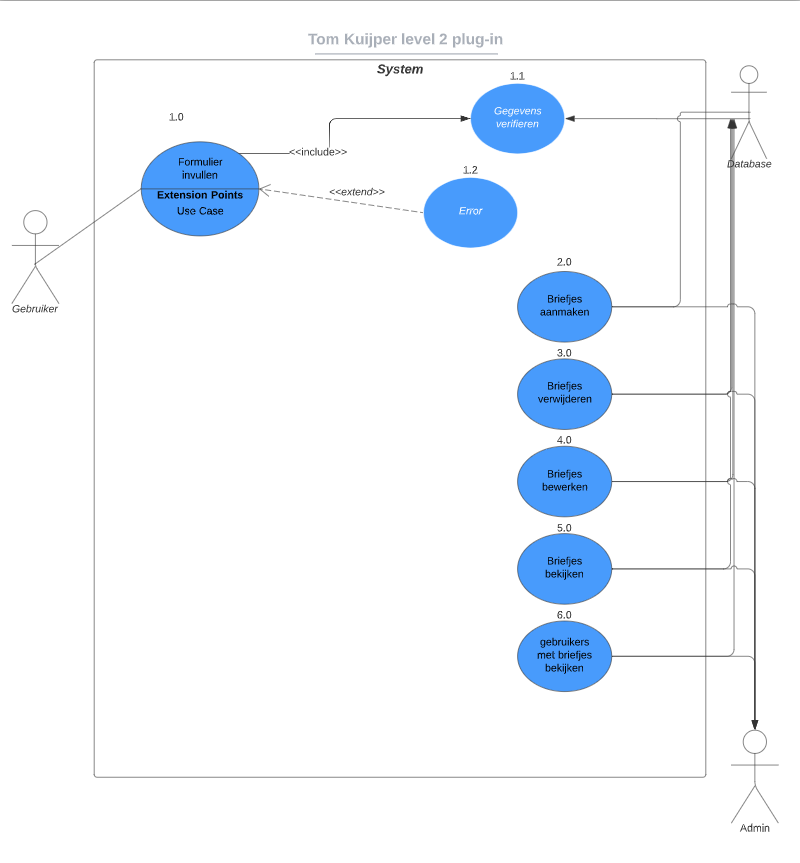 Tom Kuijper level 2 plug-in
System
1.1
Gegevens
verifieren
Database
1.0
Formulier
invullen
Extension Points
Use Case
<<include>>
1.2
<<extend>>
Error
Gebruiker
2.0
Briefjes
aanmaken
3.0
Briefjes
verwijderen
4.0
Briefjes
bewerken
5.0
Briefjes
bekijken
6.0
gebruikers
met briefjes
bekijken
Admin